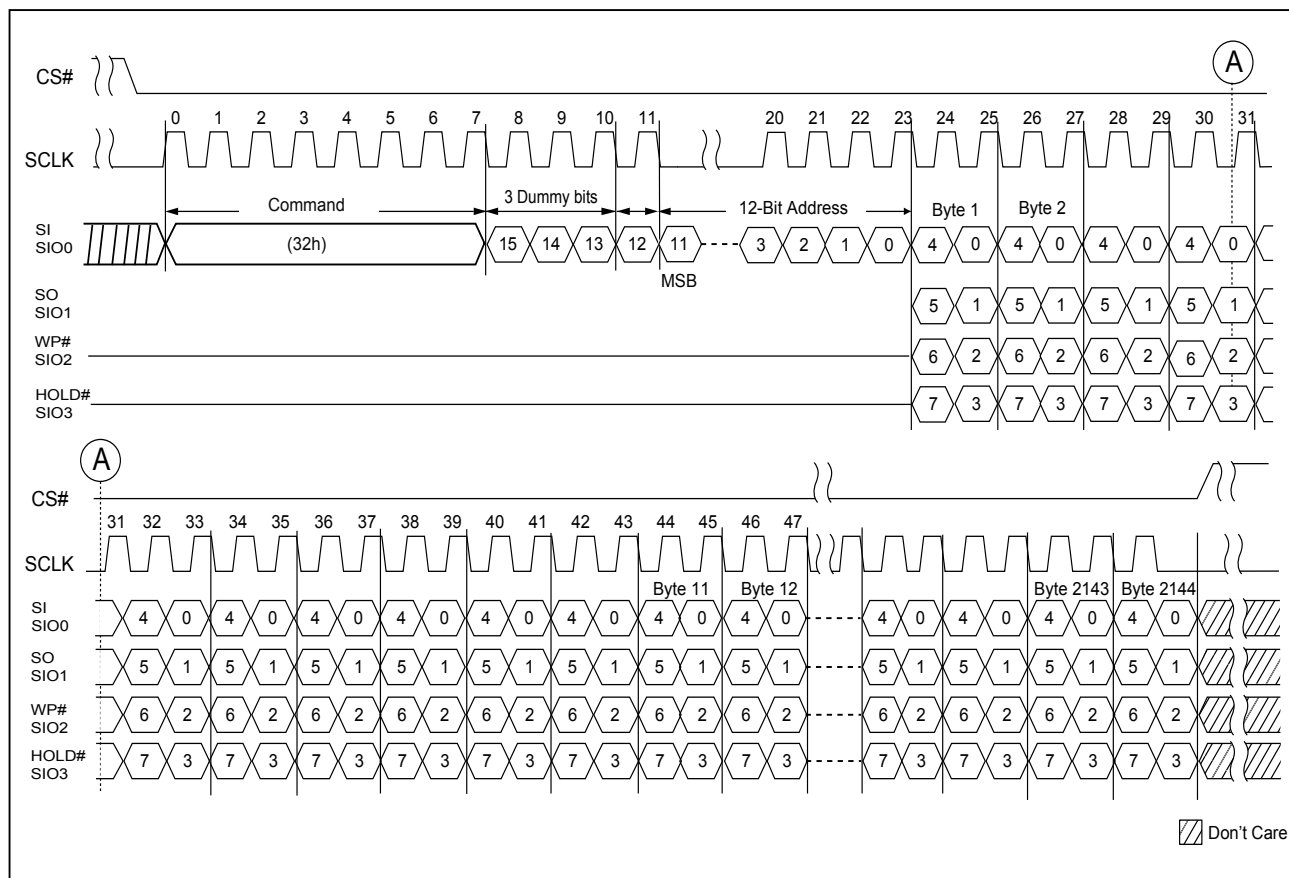 A
CS#
0 1 2 3 4 5 6 7 8 9 10 11 20 21 22 23 24 25 26 27 28 29 30 31
SCLK
Command 3 Dummy bits 12-Bit Address Byte 1 Byte 2
SI
SIO0
(32h) 15 14 13 12 11 3 2 1 0 4 0 4 0 4 0 4 0
MSB
SO
SIO1
5 1 5 1 5 1 5 1
WP#
SIO2
6 2 6 2 6 2 6 2
HOLD#
SIO3
7 3 7 3 7 3 7 3
A
CS#
31 32 33 34 35 36 37 38 39 40 41 42 43 44 45 46 47
SCLK
Byte 11 Byte 12 Byte 2143 Byte 2144
SI
SIO0
4 0 4 0 4 0 4 0 4 0 4 0 4 0 4 0 4 0 4 0 4 0 4 0
SO
SIO1
5 1 5 1 5 1 5 1 5 1 5 1 5 1 5 1 5 1 5 1 5 1 5 1
WP#
SIO2
6 2 6 2 6 2 6 2 6 2 6 2 6 2 6 2 6 2 6 2 6 2 6 2
HOLD#
SIO3
7 3 7 3 7 3 7 3 7 3 7 3 7 3 7 3 7 3 7 3 7 3 7 3
Don't Care